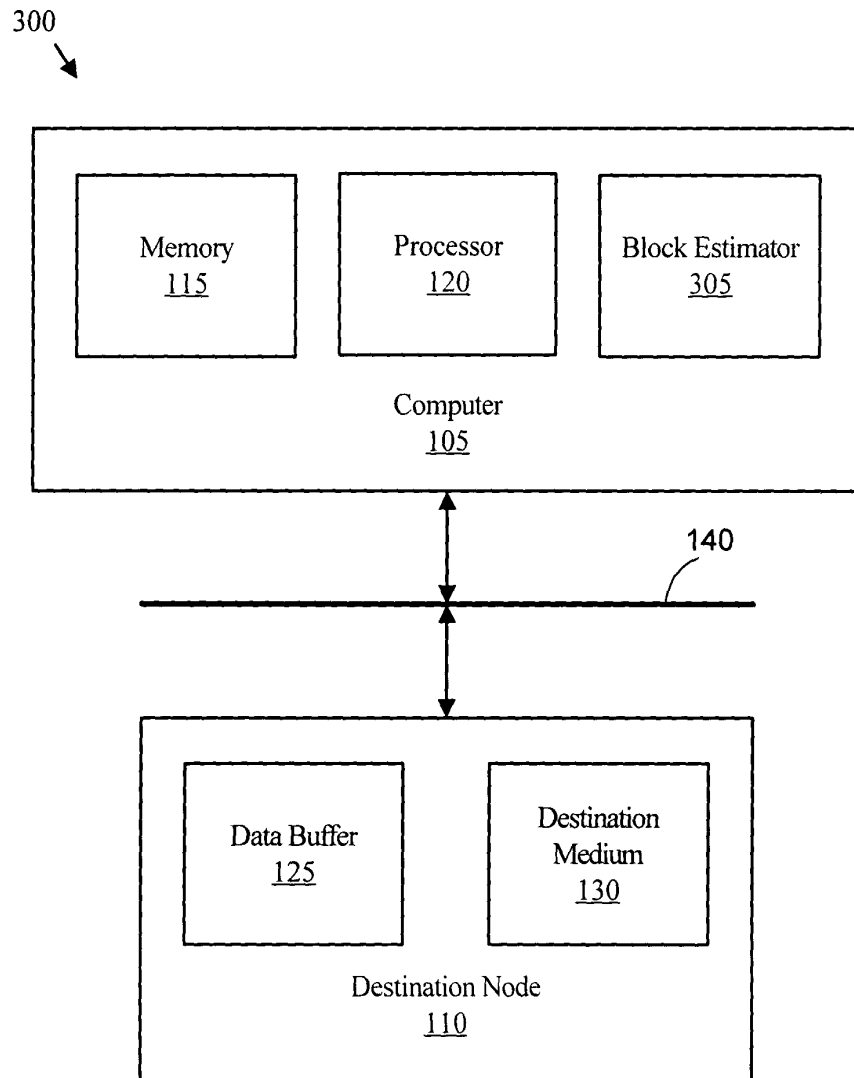 300
Memory
115
Processor
120
Block Estimator
305
Computer
105
140
Data Buffer
125
Destination
Medium
130
Destination Node
110